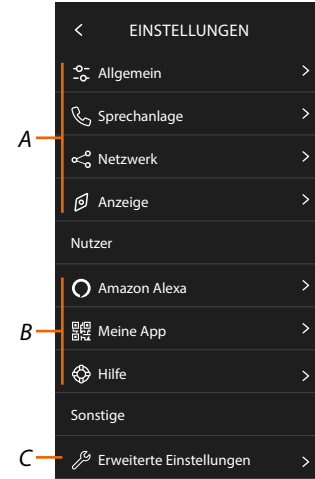 EINSTELLUNGEN
Allgemein
Sprechanlage
A
Netzwerk
Anzeige
Nutzer
Amazon Alexa
B
Meine App
Hilfe
Sonstige
C
Erweiterte Einstellungen